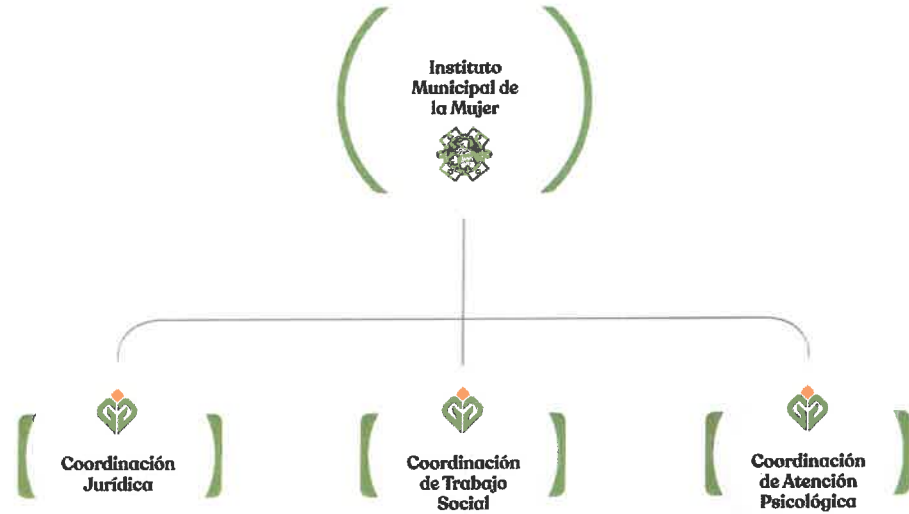 Instituto
Municipal de
la Mujer
Coordinación
Jurídica
Coordinación
de Trabajo
Social
Coordinación
de Atención
Psicológica